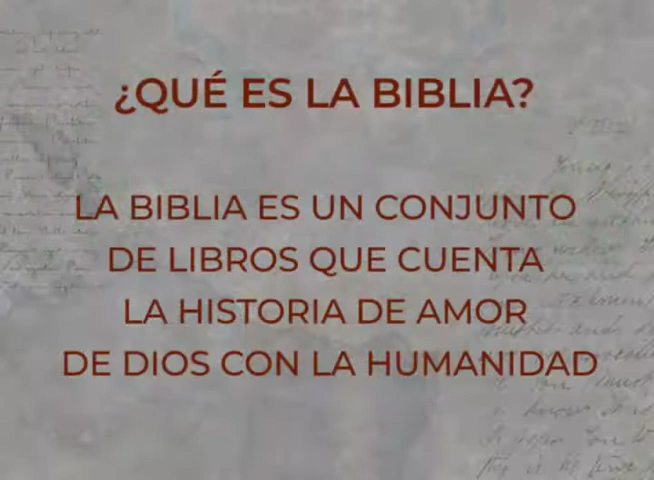 ¿QUÉ ES LA BIBLIA?
LA BIBLIA ES UN CONJUNTO
DE LIBROS QUE CUENTA
LA HISTORIA DE AMOR
DE DIOS CON LA HUMANIDAD